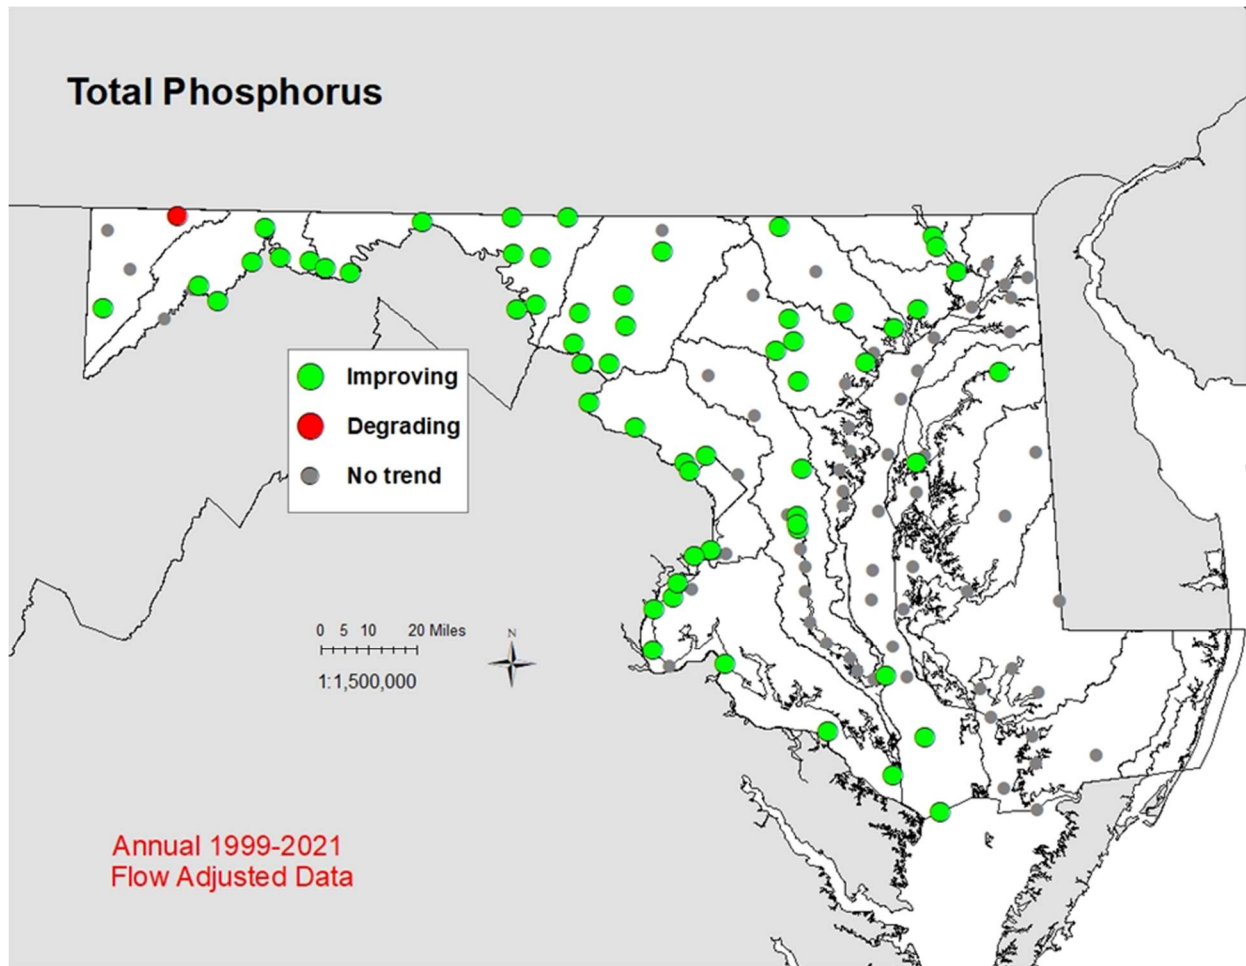 Total Phosphorus
Improving
Degrading
No trend
0 5 10 20 Miles
N
1:1,500,000
Annual 1999-2021
Flow Adjusted Data